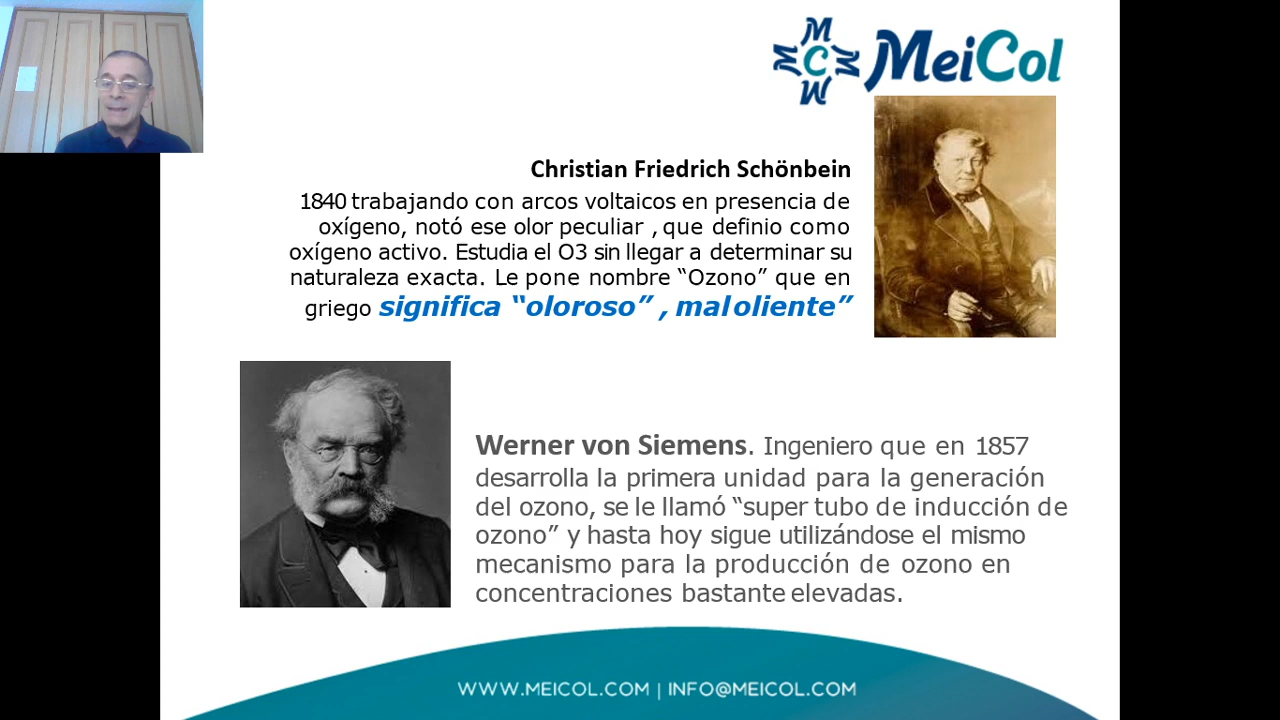 MeiCol
Christian Friedrich Schönbein
1840 trabajando con arcos voltaicos en presencia de
oxígeno, notó ese olor peculiar , que definio como
oxígeno activo. Estudia el O3 sin llegar a determinar su
naturaleza exacta. Le pone nombre “Ozono” que en
griego significa “oloroso” , maloliente”
Werner von Siemens. Ingeniero que en 1857
desarrolla la primera unidad para la generación
del ozono, se le llamó “super tubo de inducción de
ozono” y hasta hoy sigue utilizándose el mismo
mecanismo para la producción de ozono en
concentraciones bastante elevadas.
WWW.MEICOL.COM | INFO@MEICOL.COM